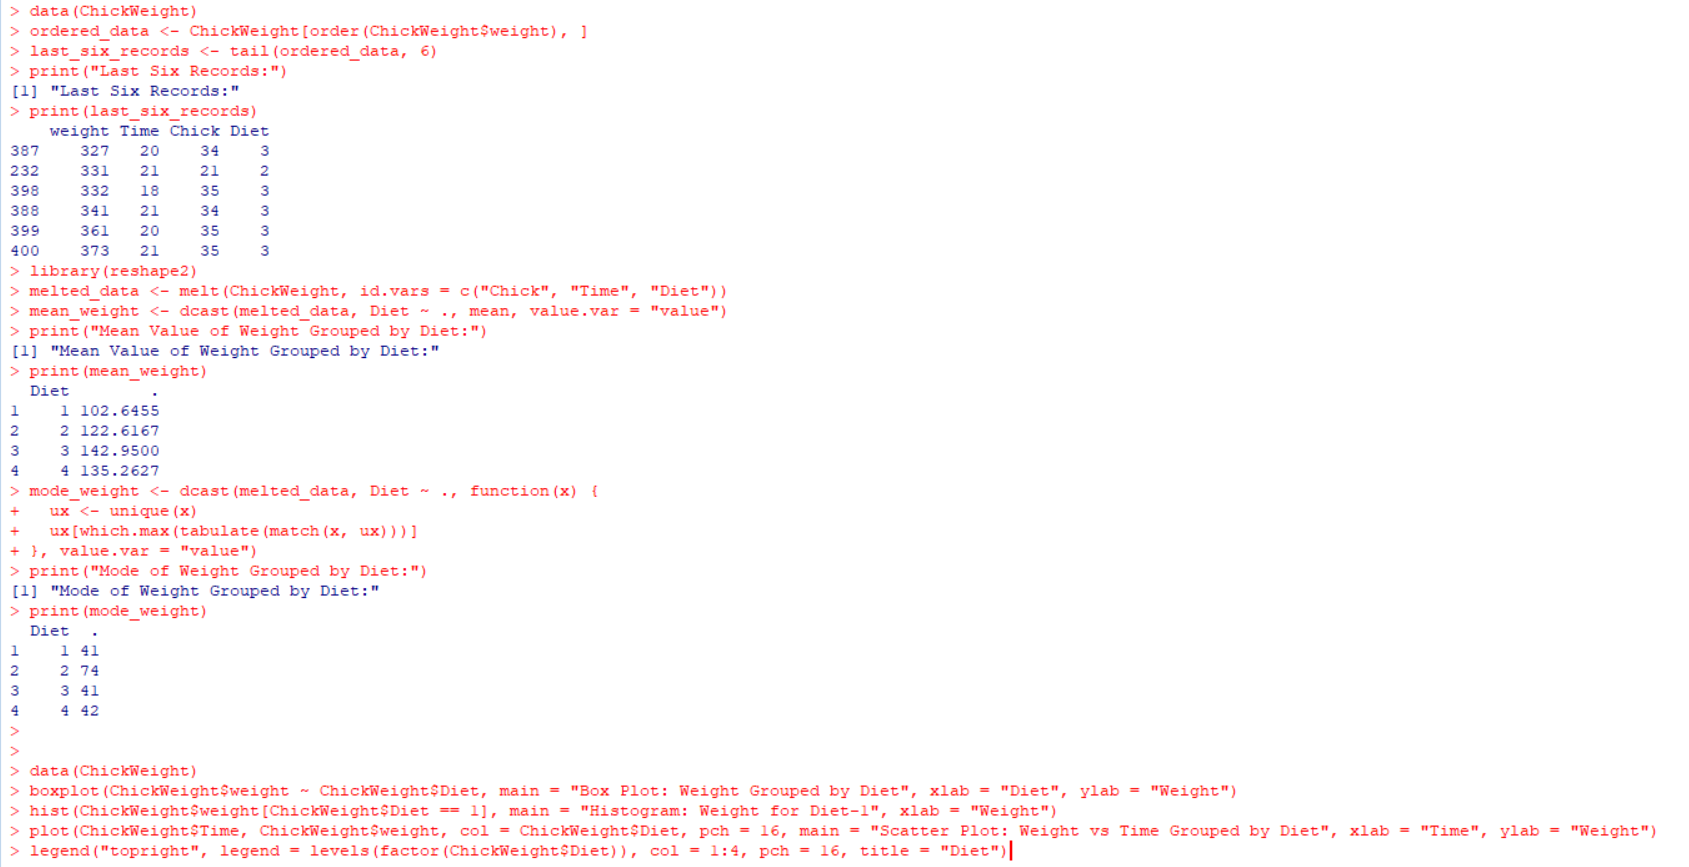 > data(ChickWeight)
> ordered_data <- ChickWeight[order(ChickWeight$weight), ]
> last_six_records <- tail(ordered_data, 6)
> print("Last Six Records:")
[1] "Last Six Records:"
> print(last_six_records)
    weight Time Chick Diet
387    327   20    34    3
232    331   21    21    2
398    332   18    35    3
388    341   21    34    3
399    361   20    35    3
400    373   21    35    3
> library(reshape2)
> melted_data <- melt(ChickWeight, id.vars = c("Chick", "Time", "Diet"))
> mean_weight <- dcast(melted_data, Diet ~ ., mean, value.var = "value")
> print("Mean Value of Weight Grouped by Diet:")
[1] "Mean Value of Weight Grouped by Diet:"
> print(mean_weight)
  Diet        .
1    1 102.6455
2    2 122.6167
3    3 142.9500
4    4 135.2627
> mode_weight <- dcast(melted_data, Diet ~ ., function(x) {
+   ux <- unique(x)
+   ux[which.max(tabulate(match(x, ux)))]
+ }, value.var = "value")
> print("Mode of Weight Grouped by Diet:")
[1] "Mode of Weight Grouped by Diet:"
> print(mode_weight)
  Diet  .
1    1 41
2    2 74
3    3 41
4    4 42
>
>
> data(ChickWeight)
> boxplot(ChickWeight$weight ~ ChickWeight$Diet, main = "Box Plot: Weight Grouped by Diet", xlab = "Diet", ylab = "Weight")
> hist(ChickWeight$weight[ChickWeight$Diet == 1], main = "Histogram: Weight for Diet-1", xlab = "Weight")
> plot(ChickWeight$Time, ChickWeight$weight, col = ChickWeight$Diet, pch = 16, main = "Scatter Plot: Weight vs Time Grouped by Diet", xlab = "Time", ylab = "Weight")
> legend("topright", legend = levels(factor(ChickWeight$Diet)), col = 1:4, pch = 16, title = "Diet")